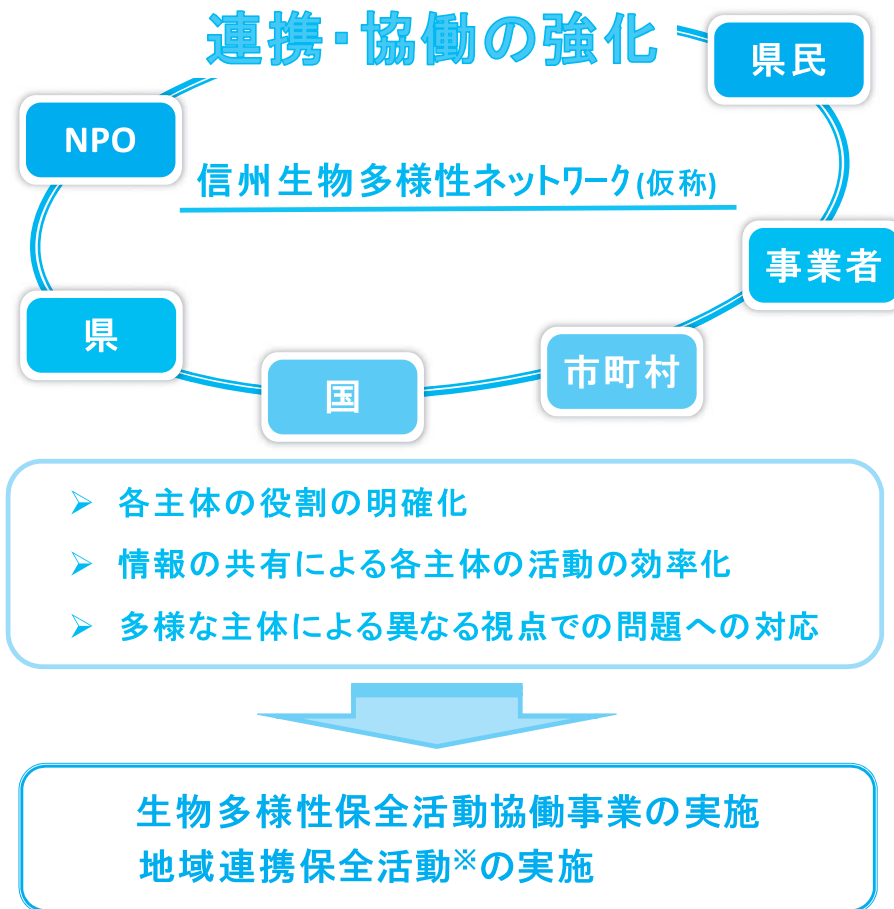 連携・協働の強化
県民
NPO
信州生物多様性ネットワーク(仮称)
事業者
県
市町村
国
➢ 各主体の役割の明確化
➢ 情報の共有による各主体の活動の効率化
➢ 多様な主体による異なる視点での問題への対応
生物多様性保全活動協働事業の実施
地域連携保全活動※の実施